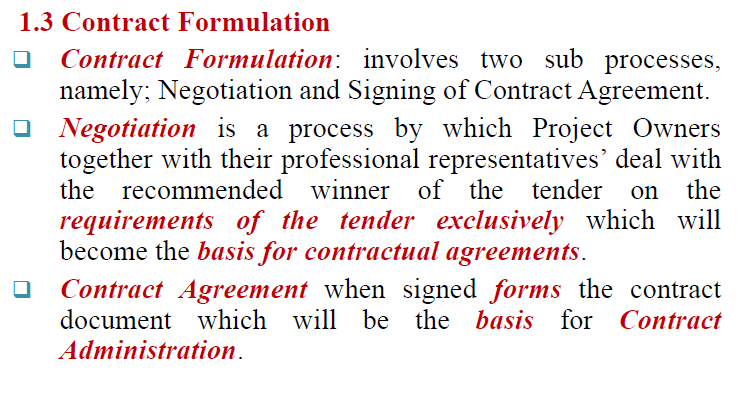 1.3 Contract Formulation
❑ Contract Formulation: involves two sub processes,
namely; Negotiation and Signing of Contract Agreement.
❑ Negotiation is a process by which Project Owners
together with their professional representatives’ deal with
the recommended winner of the tender on the
requirements of the tender exclusively which will
become the basis for contractual agreements.
❑ Contract Agreement when signed forms the contract
document which will be the basis for Contract
Administration.